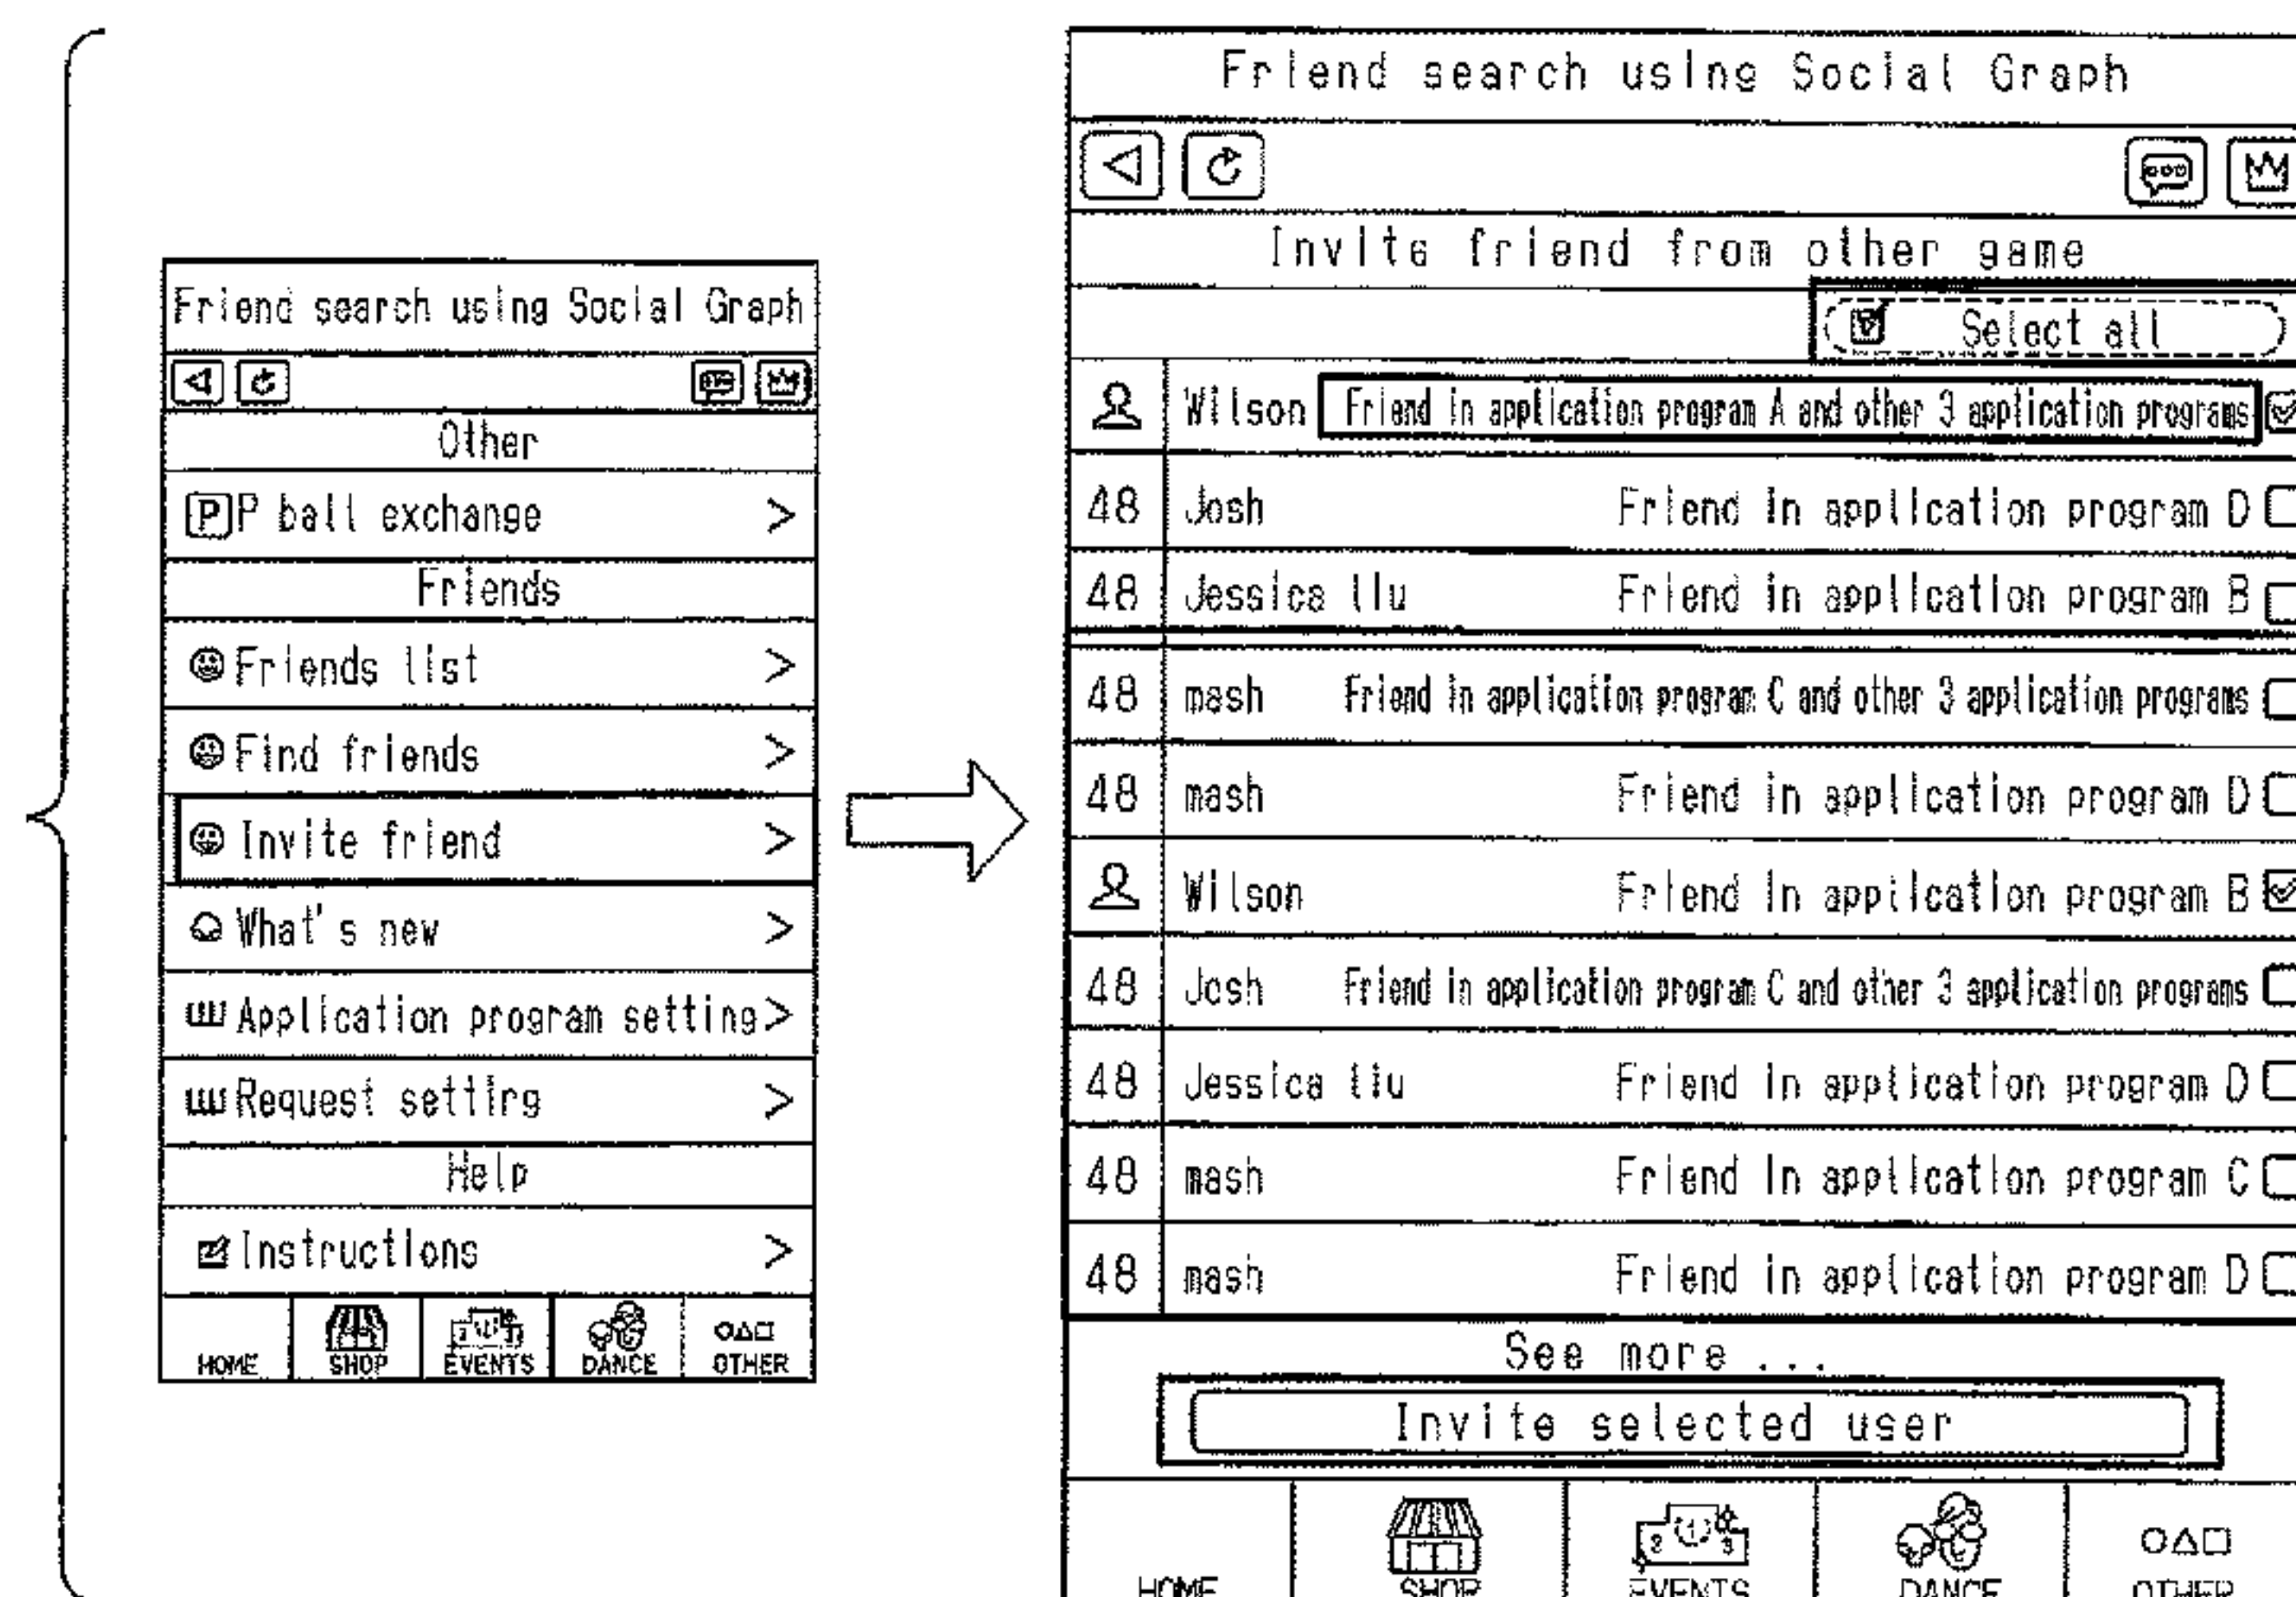 Friend search using Social Graph
Other
P P ball exchange >
Friends
Friends list >
Find friends >
Invite friend >
What's new >
Application program setting >
Request setting >
Help
Instructions >
HOME SHOP EVENTS DANCE OTHER
Friend search using Social Graph
Invite friend from other game
Select all
Wilson Friend in application program A and other 3 application programs
48 Josh Friend in application program D
48 Jessica liu Friend in application program B
48 mash Friend in application program C and other 3 application programs
48 mash Friend in application program D
Wilson Friend in application program B
48 Josh Friend in application program C and other 3 application programs
48 Jessica liu Friend in application program D
48 mash Friend in application program C
48 mash Friend in application program D
See more ...
Invite selected user
2 1 3
HOME SHOP EVENTS DANCE OTHER